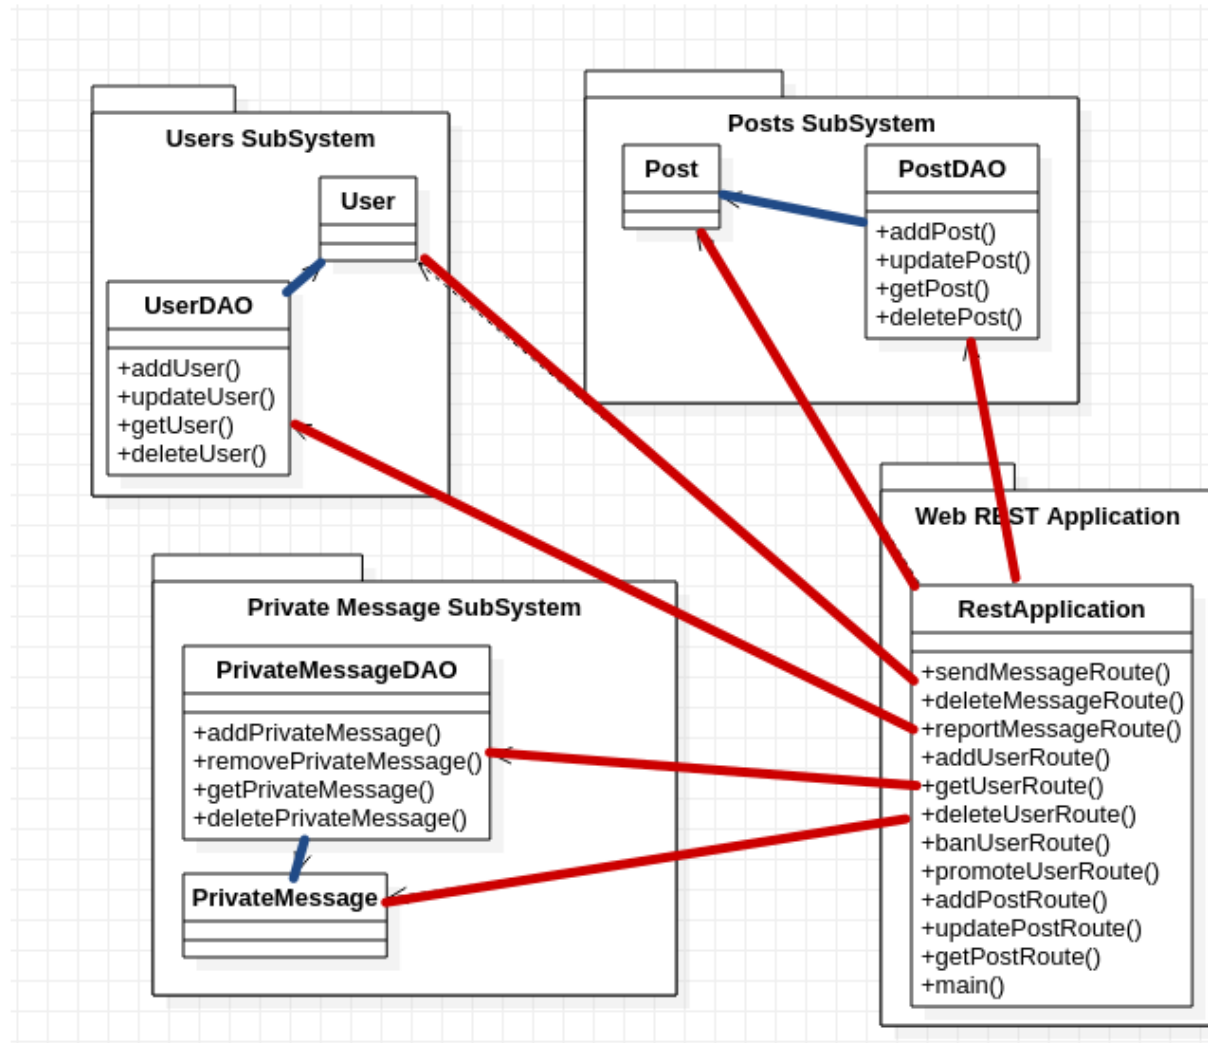 Users SubSystem
User
UserDAO
+addUser()
+updateUser()
+getUser()
+deleteUser()
Posts SubSystem
Post
PostDAO
+addPost()
+updatePost()
+getPost()
+deletePost()
Private Message SubSystem
PrivateMessageDAO
+addPrivateMessage()
+removePrivateMessage()
+getPrivateMessage()
+deletePrivateMessage()
PrivateMessage
Web REST Application
RestApplication
+sendMessageRoute()
+deleteMessageRoute()
+reportMessageRoute()
+addUserRoute()
+getUserRoute()
+deleteUserRoute()
+banUserRoute()
+promoteUserRoute()
+addPostRoute()
+updatePostRoute()
+getPostRoute()
+main()